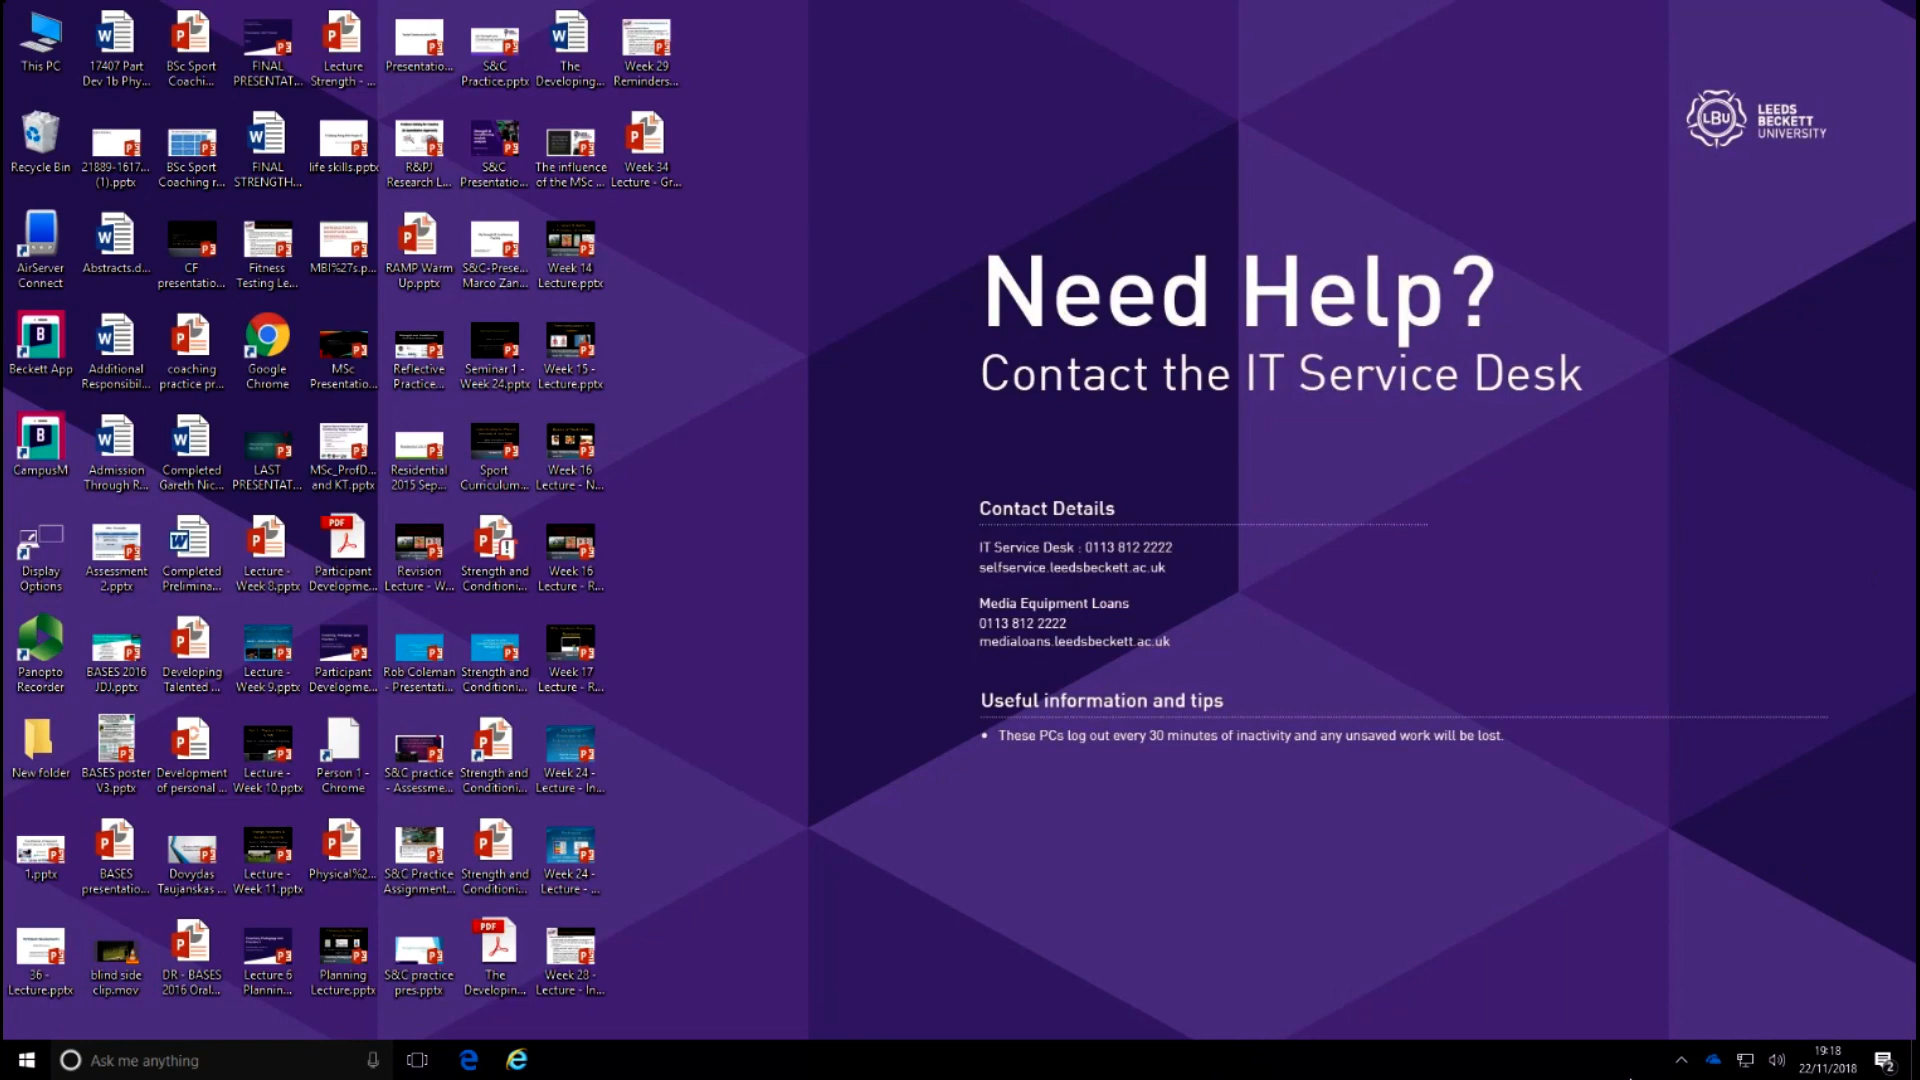 This PC
17407 Part
Dev 1b Phy...
BSc Sport
Coachi...
FINAL
PRESENTAT...
Lecture
Strength - ...
Presentatio...
S&C
Practice.pptx
The
Developing...
Week 29
Reminders...
Recycle Bin
21889-1617...
(1).pptx
BSc Sport
Coaching r...
FINAL
STRENGTH...
life skills.pptx
R&PJ
Research L...
S&C
Presentatio...
The influence
of the MSc ...
Week 34
Lecture - Gr...
AirServer
Connect
Abstracts.d...
CF
presentatio...
Fitness
Testing Le...
MBI%27s.p...
RAMP Warm
Up.pptx
S&C-Prese...
Marco Zan...
Week 14
Lecture.pptx
Beckett App
Additional
Responsibil...
coaching
practice pr...
Google
Chrome
MSc
Presentatio...
Reflective
Practice...
Seminar 1 -
Week 24.pptx
Week 15 -
Lecture.pptx
CampusM
Admission
Through R...
Completed
Gareth Nic...
LAST
PRESENTAT...
MSc_ProfD...
and KT.pptx
Residential
2015 Sep...
Sport
Curriculum...
Week 16
Lecture - N...
Display
Options
Assessment
2.pptx
Completed
Prelimina...
Lecture -
Week 8.pptx
Participant
Developme...
Revision
Lecture - W...
Strength and
Conditioni...
Week 16
Lecture - R...
Panopto
Recorder
BASES 2016
JDJ.pptx
Developing
Talented ...
Lecture -
Week 9.pptx
Participant
Developme...
Rob Coleman
- Presentati...
Strength and
Conditioni...
Week 17
Lecture - R...
New folder
BASES poster
V3.pptx
Development
of personal ...
Lecture -
Week 10.pptx
Person 1 -
Chrome
S&C practice
- Assessme...
Strength and
Conditioni...
Week 24 -
Lecture - In...
1.pptx
BASES
presentatio...
Dovydas
Taujanskas ...
Lecture -
Week 11.pptx
Physical%2...
S&C Practice
Assignment...
Strength and
Conditioni...
Week 24 -
Lecture - ...
36 -
Lecture.pptx
blind side
clip.mov
DR - BASES
2016 Oral...
Lecture 6
Plannin...
Planning
Lecture.pptx
S&C practice
pres.pptx
The
Developin...
Week 28 -
Lecture - In...
LBU
LEEDS
BECKETT
UNIVERSITY
Need Help?
Contact the IT Service Desk
Contact Details
IT Service Desk : 0113 812 2222
selfservice.leedsbeckett.ac.uk
Media Equipment Loans
0113 812 2222
medialoans.leedsbeckett.ac.uk
Useful information and tips
• These PCs log out every 30 minutes of inactivity and any unsaved work will be lost.
Ask me anything
19:18
22/11/2018
2